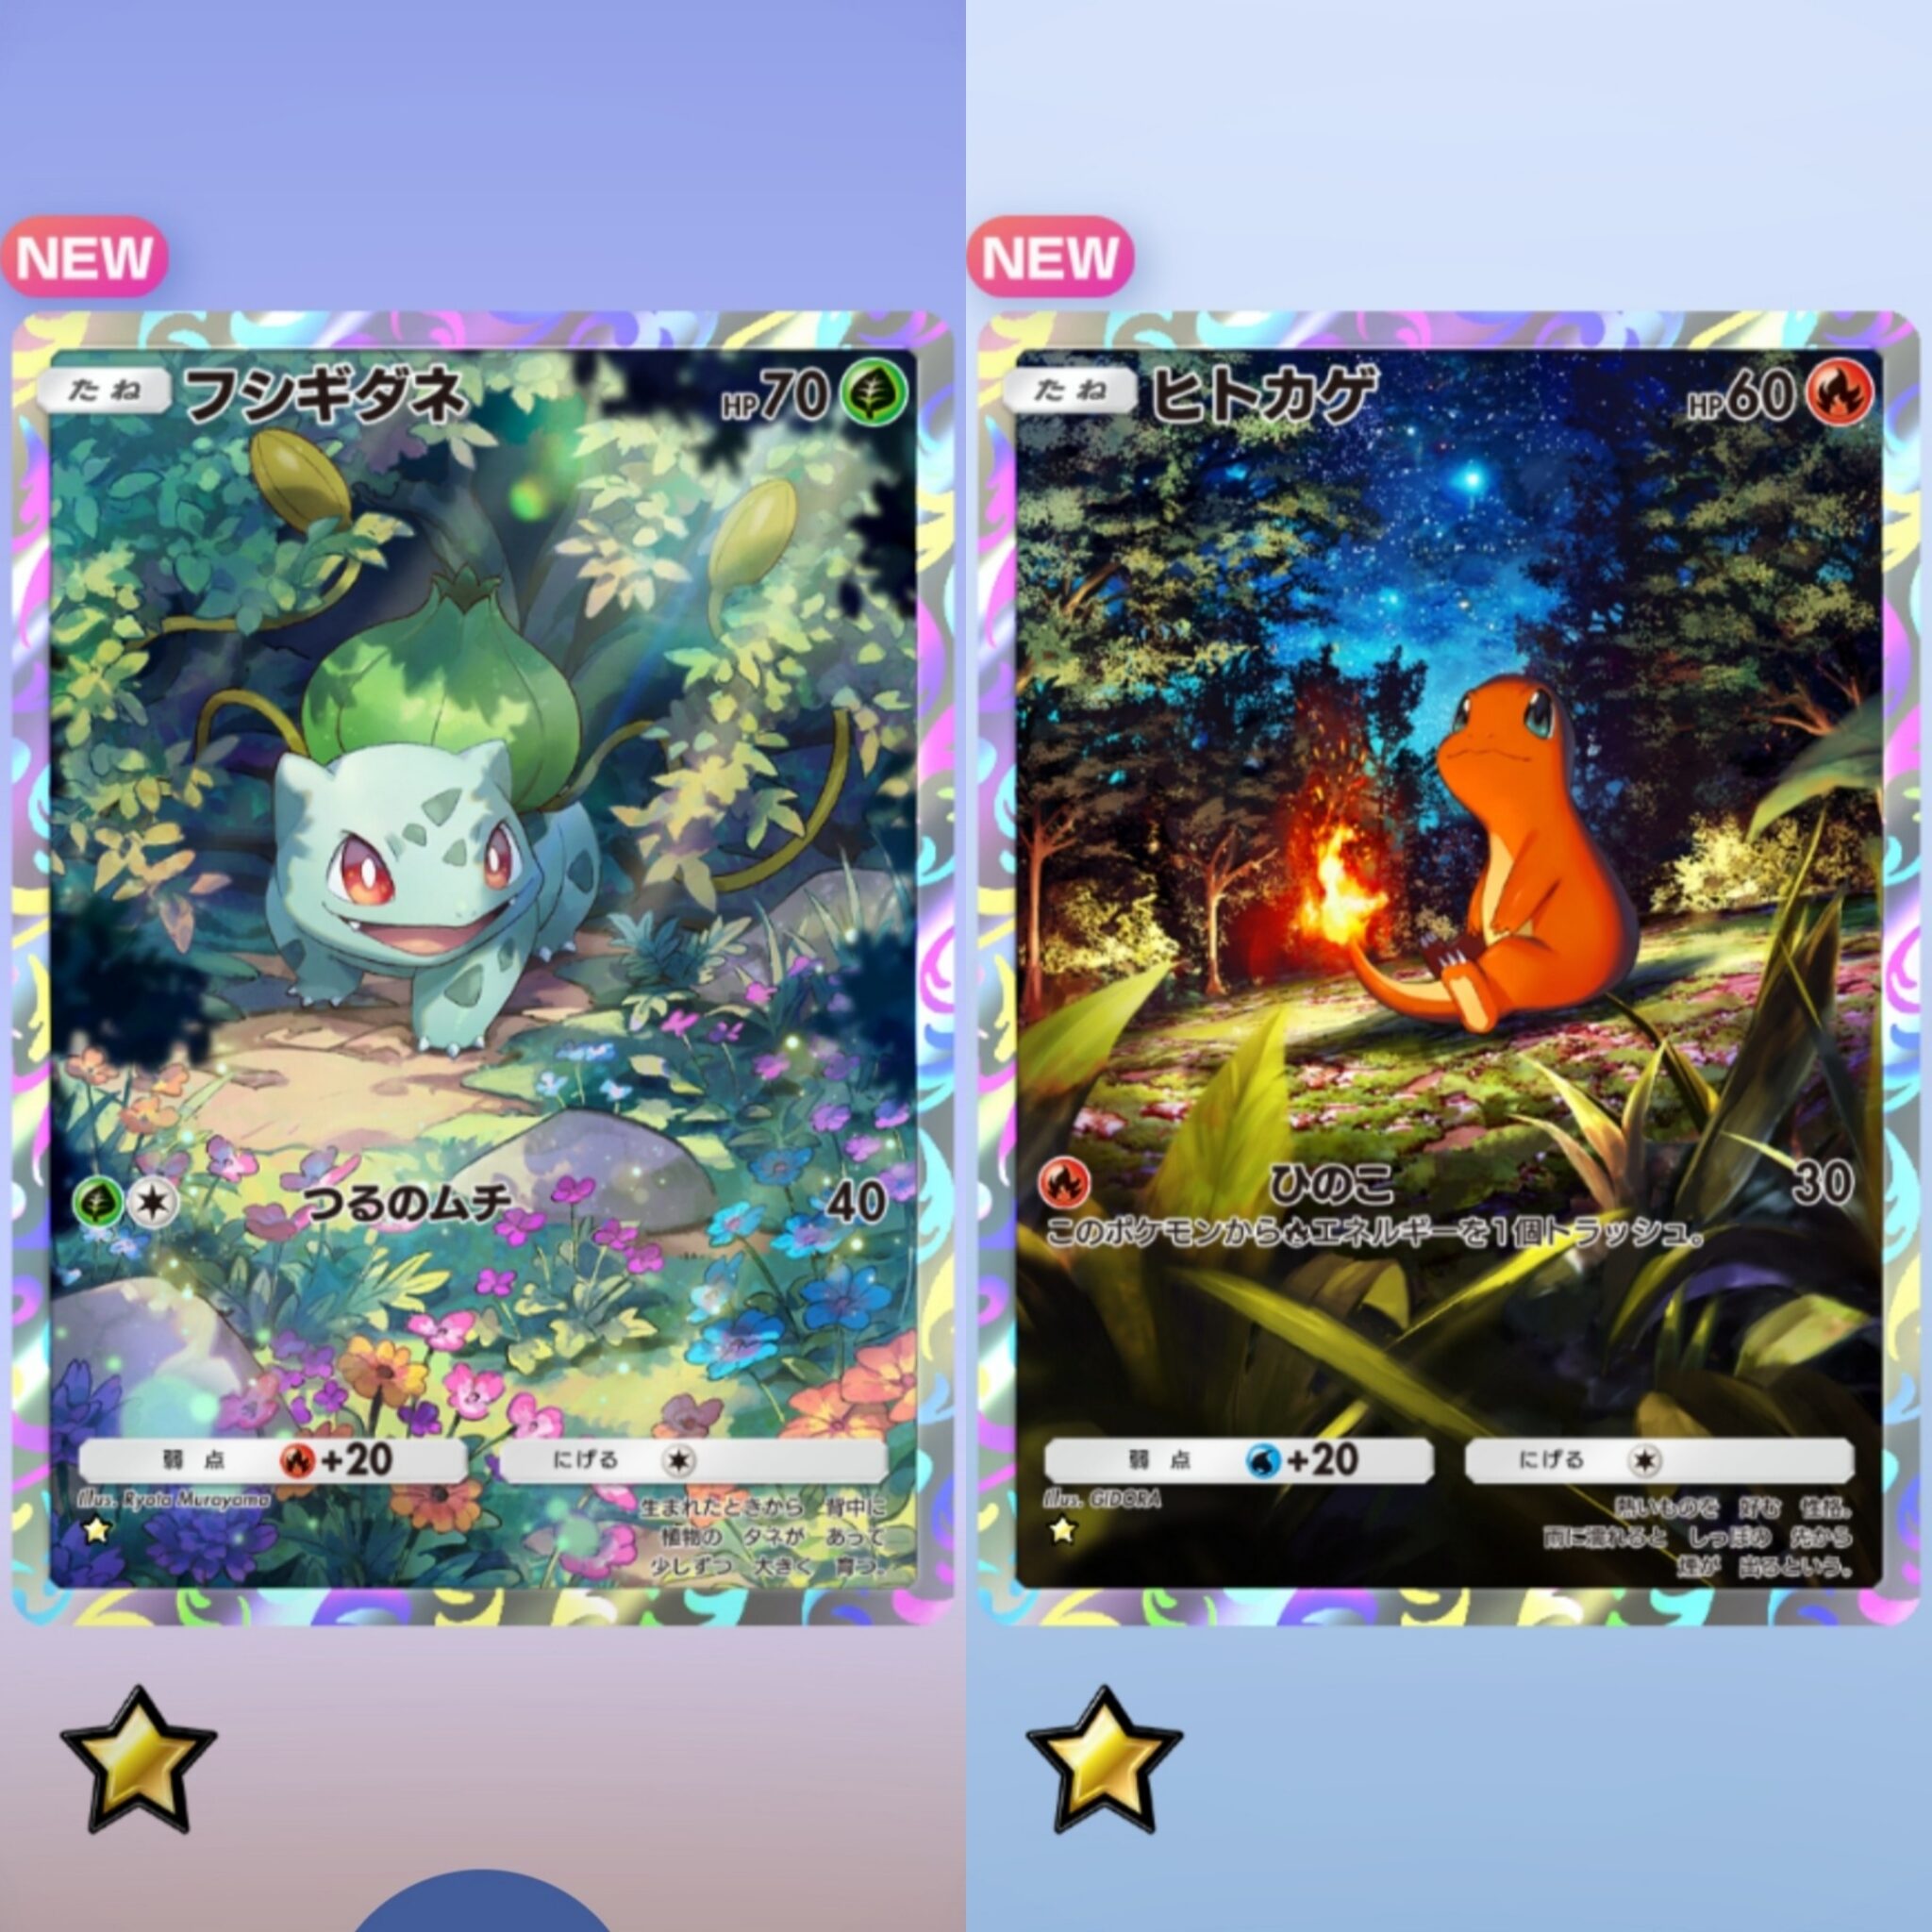 NEW
たね フシギダネ HP70
つるのムチ 40
弱点 +20 にげる
Illus. Ryota Murayama
生まれたときから 背中に
植物の タネが あって
少しずつ 大きく 育つ。
NEW
たね ヒトカゲ HP60
ひのこ 30
このポケモンからエネルギーを1個トラッシュ。
弱点 +20 にげる
Illus. GIDORA
熱いものを 好む 性格。
雨に濡れると しっぽの 先から
煙が 出るという。